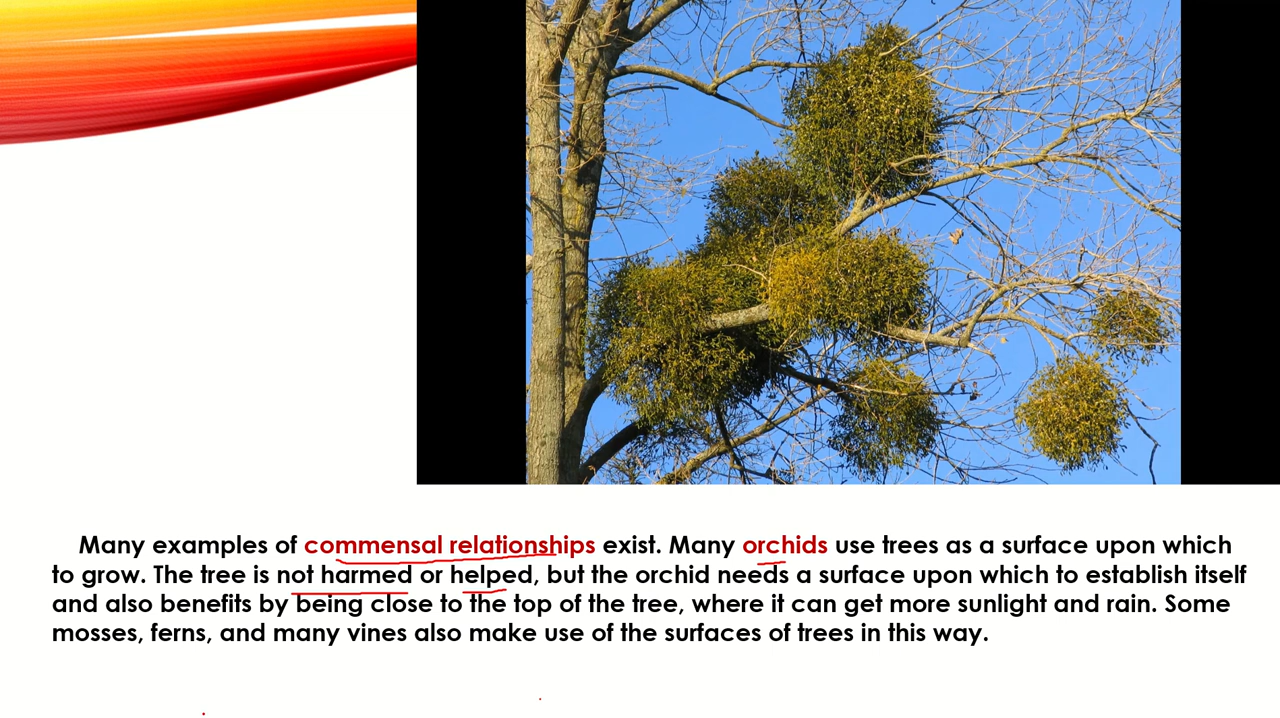 Many examples of commensal relationships exist. Many orchids use trees as a surface upon which
to grow. The tree is not harmed or helped, but the orchid needs a surface upon which to establish itself
and also benefits by being close to the top of the tree, where it can get more sunlight and rain. Some
mosses, ferns, and many vines also make use of the surfaces of trees in this way.